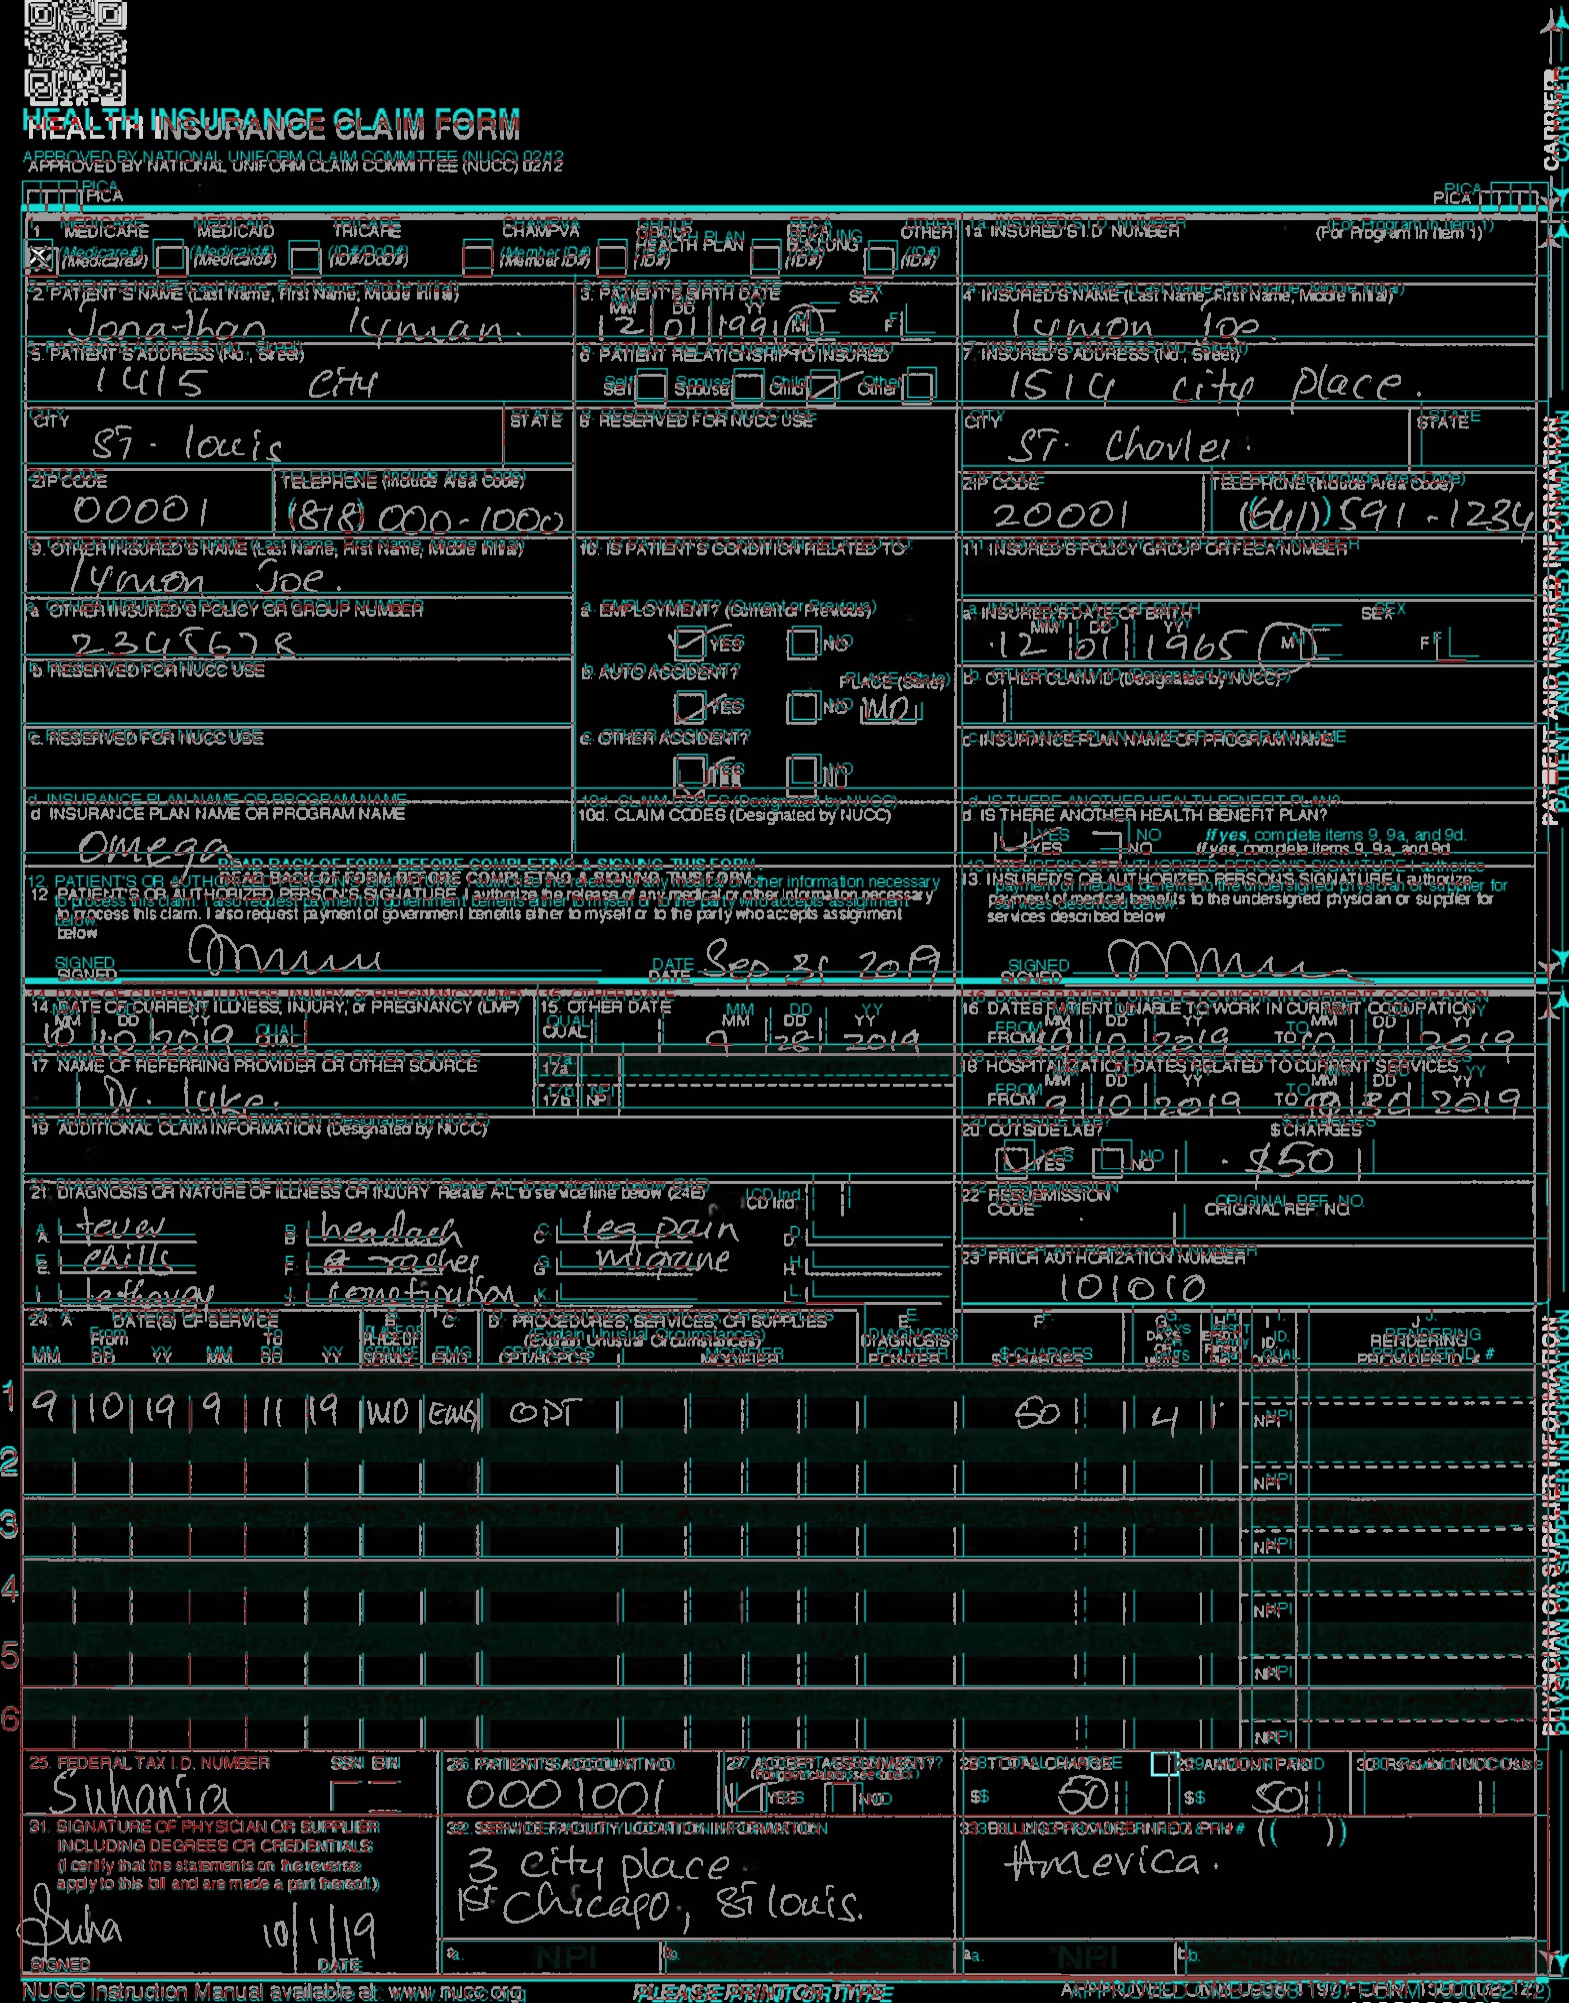 HEALTH INSURANCE CLAIM FORM
APPROVED BY NATIONAL UNIFORM CLAIM COMMITTEE (NUCC) 02/12
PICA PICA
CARRIER
1 MEDICARE MEDICAID TRICARE CHAMPVA GROUP HEALTH PLAN FECA BLK LUNG OTHER 1a. INSURED'S I.D. NUMBER (For Program in Item 1)
(Medicare#) (Medicaid#) (ID#/DoD#) (Member ID#) (ID#) (ID#) (ID#)
2. PATIENT'S NAME (Last Name, First Name, Middle Initial) 3. PATIENT'S BIRTH DATE SEX 4. INSURED'S NAME (Last Name, First Name, Middle Initial)
MM DD YY
Jonathan lyman. 12 01 1991 M F lymon Joe
5. PATIENT'S ADDRESS (No., Street) 6. PATIENT RELATIONSHIP TO INSURED 7. INSURED'S ADDRESS (No., Street)
1415 city Self Spouse Child Other 1514 city place.
CITY STATE 8. RESERVED FOR NUCC USE CITY STATE
ST. louis ST.
ZIP CODE TELEPHONE (Include Area Code) ZIP CODE TELEPHONE (Include Area Code)
00001 (818) 000-1000 20001 (641) 591-1234
9. OTHER INSURED'S NAME (Last Name, First Name, Middle Initial) 10. IS PATIENT'S CONDITION RELATED TO: 11. INSURED'S POLICY GROUP OR FECA NUMBER
lymon Joe.
a. OTHER INSURED'S POLICY OR GROUP NUMBER a. EMPLOYMENT? (Current or Previous) a. INSURED'S DATE OF BIRTH SEX
MM DD YY
2345678 YES NO 12 01 1965 M F
b. RESERVED FOR NUCC USE b. AUTO ACCIDENT? PLACE (State) b. OTHER CLAIM ID (Designated by NUCC)
YES NO MO
c. RESERVED FOR NUCC USE c. OTHER ACCIDENT? c. INSURANCE PLAN NAME OR PROGRAM NAME
YES NO
d. INSURANCE PLAN NAME OR PROGRAM NAME 10d. CLAIM CODES (Designated by NUCC) d. IS THERE ANOTHER HEALTH BENEFIT PLAN?
Omega YES NO If yes, complete items 9, 9a, and 9d.
READ BACK OF FORM BEFORE COMPLETING & SIGNING THIS FORM.
12. PATIENT'S OR AUTHORIZED PERSON'S SIGNATURE I authorize the release of any medical or other information necessary
to process this claim. I also request payment of government benefits either to myself or to the party who accepts assignment
below.
13. INSURED'S OR AUTHORIZED PERSON'S SIGNATURE I authorize
payment of medical benefits to the undersigned physician or supplier for
services described below.
SIGNED DATE Sep 2019 SIGNED
PATIENT AND INSURED INFORMATION
14. DATE OF CURRENT ILLNESS, INJURY, or PREGNANCY (LMP) 15. OTHER DATE 16. DATES PATIENT UNABLE TO WORK IN CURRENT OCCUPATION
MM DD YY QUAL. QUAL. MM DD YY FROM MM DD YY TO MM DD YY
10 10 2019 9 28 2019 10 2019 10 1 2019
17. NAME OF REFERRING PROVIDER OR OTHER SOURCE 17a. 17b. NPI 18. HOSPITALIZATION DATES RELATED TO CURRENT SERVICES
Dr. luke. FROM MM DD YY TO MM DD YY
9 10 2019 30 2019
19. ADDITIONAL CLAIM INFORMATION (Designated by NUCC) 20. OUTSIDE LAB? $ CHARGES
YES NO $50
21. DIAGNOSIS OR NATURE OF ILLNESS OR INJURY Relate A-L to service line below (24E) ICD Ind. 22. RESUBMISSION CODE ORIGINAL REF. NO.
A. fever B. headach C. leg pain D.
E. chills F. rashes G. migrane H. 23. PRIOR AUTHORIZATION NUMBER
I. J. K. L. 101010
24. A. DATE(S) OF SERVICE B. C. D. PROCEDURES, SERVICES, OR SUPPLIES E. F. G. H. I. J.
From To PLACE OF (Explain Unusual Circumstances) DIAGNOSIS DAYS OR ID. RENDERING
MM DD YY MM DD YY SERVICE EMG CPT/HCPCS MODIFIER POINTER $ CHARGES UNITS QUAL. PROVIDER ID. #
1 9 10 19 9 11 19 MO EMG OPT 50 4 NPI
2 NPI
3 NPI
4 NPI
5 NPI
6 NPI
PHYSICIAN OR SUPPLIER INFORMATION
25. FEDERAL TAX I.D. NUMBER SSN EIN 26. PATIENT'S ACCOUNT NO. 27. ACCEPT ASSIGNMENT? 28. TOTAL CHARGE 29. AMOUNT PAID 30. Rsvd for NUCC Use
(For govt. claims, see back)
Suhania 0001001 YES NO $ 50 $ 50
31. SIGNATURE OF PHYSICIAN OR SUPPLIER
INCLUDING DEGREES OR CREDENTIALS
(I certify that the statements on the reverse
apply to this bill and are made a part thereof.)
Suha 10/1/19
SIGNED DATE
32. SERVICE FACILITY LOCATION INFORMATION
3 city place
1st Chicago, St louis.
a. NPI b.
33. BILLING PROVIDER INFO & PH # ( )
America.
a. NPI b.
NUCC Instruction Manual available at: www.nucc.org PLEASE PRINT OR TYPE APPROVED OMB-0938-1197 FORM 1500 (02-12)